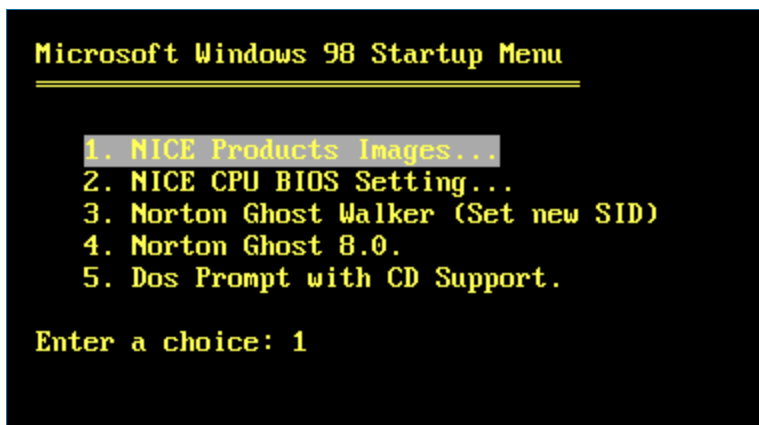 Microsoft Windows 98 Startup Menu
1. NICE Products Images...
2. NICE CPU BIOS Setting...
3. Norton Ghost Walker (Set new SID)
4. Norton Ghost 8.0.
5. Dos Prompt with CD Support.
Enter a choice: 1